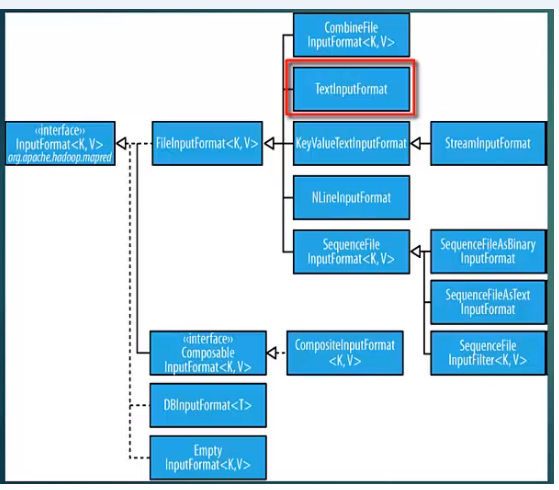 CombineFile
InputFormat<K, V>
TextInputFormat
«interface»
InputFormat<K, V>
org.apache.hadoop.mapred
FileInputFormat<K, V>
KeyValueTextInputFormat
StreamInputFormat
NLineInputFormat
SequenceFile
InputFormat<K, V>
SequenceFileAsBinary
InputFormat
SequenceFileAsText
InputFormat
SequenceFile
InputFilter<K, V>
«interface»
Composable
InputFormat<K, V>
CompositeInputFormat
<K, V>
DBInputFormat<T>
Empty
InputFormat<K,V>